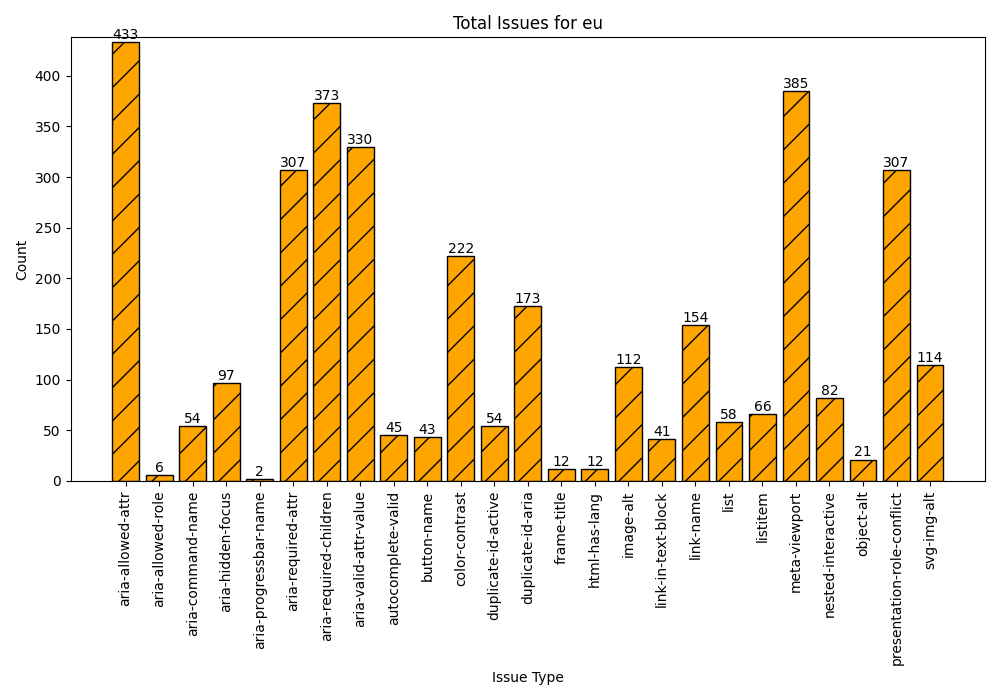 Total Issues for eu
Count
400
350
300
250
200
150
100
50
0
433
6
54
97
2
307
373
330
45
43
222
54
173
12
12
112
41
154
58
66
385
82
21
307
114
aria-allowed-attr
aria-allowed-role
aria-command-name
aria-hidden-focus
aria-progressbar-name
aria-required-attr
aria-required-children
aria-valid-attr-value
autocomplete-valid
button-name
color-contrast
duplicate-id-active
duplicate-id-aria
frame-title
html-has-lang
image-alt
link-in-text-block
link-name
list
listitem
meta-viewport
nested-interactive
object-alt
presentation-role-conflict
svg-img-alt
Issue Type